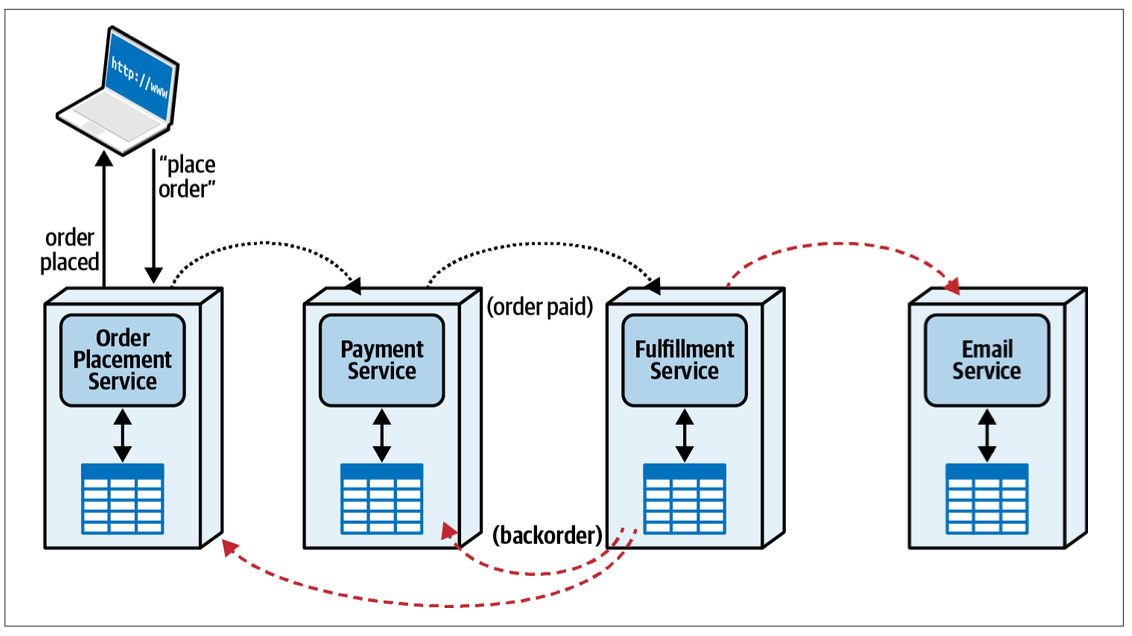 http://www
“place
order”
order
placed
(order paid)
Order
Placement
Service
Payment
Service
Fulfillment
Service
Email
Service
(backorder)